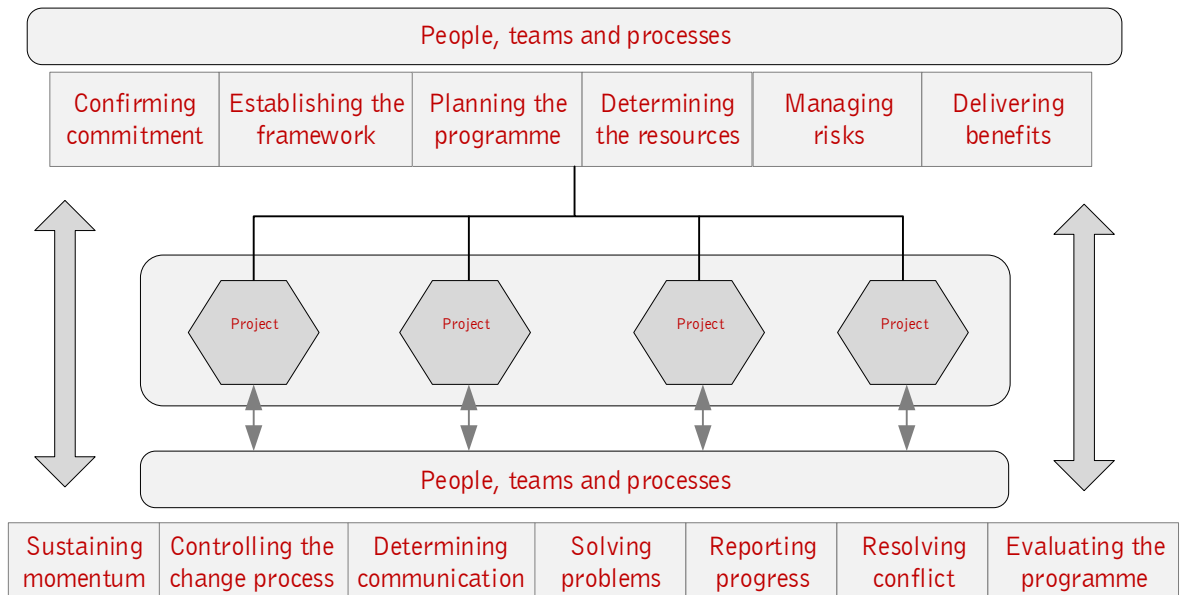 People, teams and processes
Confirming
commitment
Establishing the
framework
Planning the
programme
Determining
the resources
Managing
risks
Delivering
benefits
Project
Project
Project
Project
People, teams and processes
Sustaining
momentum
Controlling the
change process
Determining
communication
Solving
problems
Reporting
progress
Resolving
conflict
Evaluating the
programme